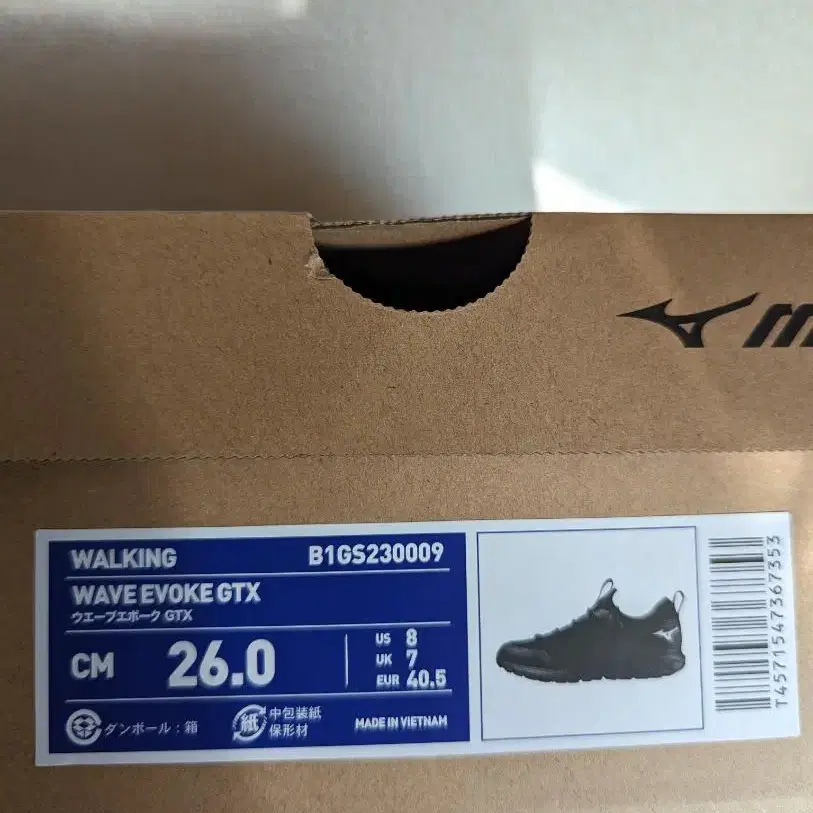 WALKING B1GS230009
WAVE EVOKE GTX
ウエーブエボーク GTX
CM 26.0
US 8
UK 7
EUR 40.5
ダンボール：箱
紙
中包装紙
保形材
MADE IN VIETNAM
T4571547367353